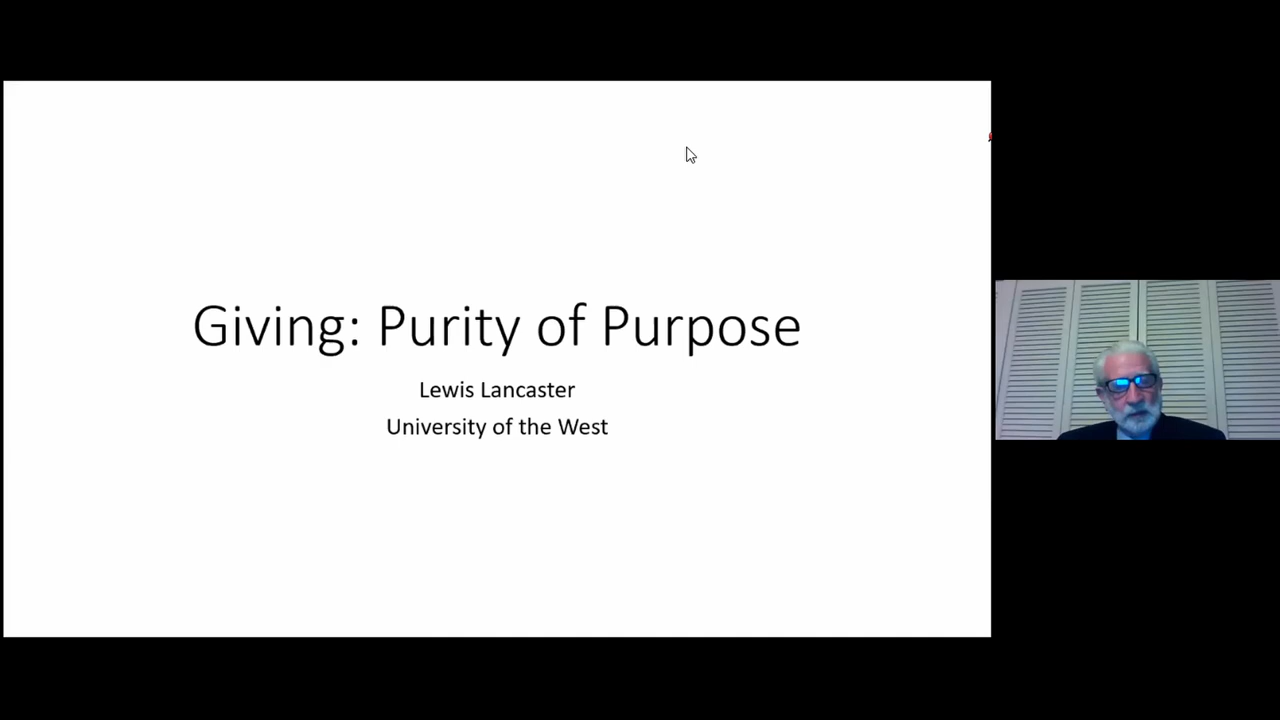 Giving: Purity of Purpose
Lewis Lancaster
University of the West